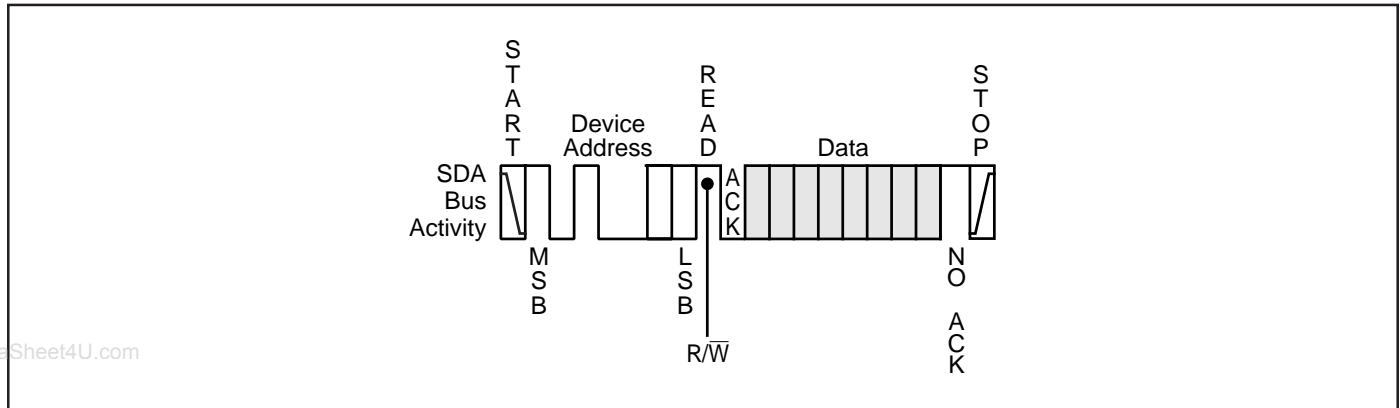 START
READ
STOP
Device
Address
Data
SDA
Bus
Activity
ACK
MSB
LSB
NO ACK
R/W̅
aSheet4U.com